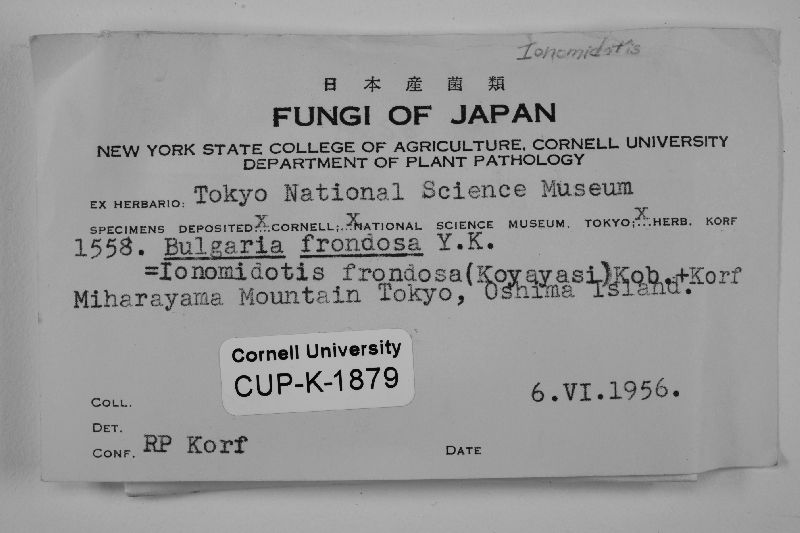 Ionomidotis
日本産菌類
FUNGI OF JAPAN
NEW YORK STATE COLLEGE OF AGRICULTURE, CORNELL UNIVERSITY
DEPARTMENT OF PLANT PATHOLOGY
EX HERBARIO: Tokyo National Science Museum
SPECIMENS DEPOSITED X CORNELL; X NATIONAL SCIENCE MUSEUM, TOKYO; X HERB. KORF
1558. Bulgaria frondosa Y.K.
=Ionomidotis frondosa(Koyayasi)Kob.+Korf
Miharayama Mountain Tokyo, Oshima Island.
Cornell University
CUP-K-1879
6.VI.1956.
COLL.
DET.
CONF. RP Korf
DATE